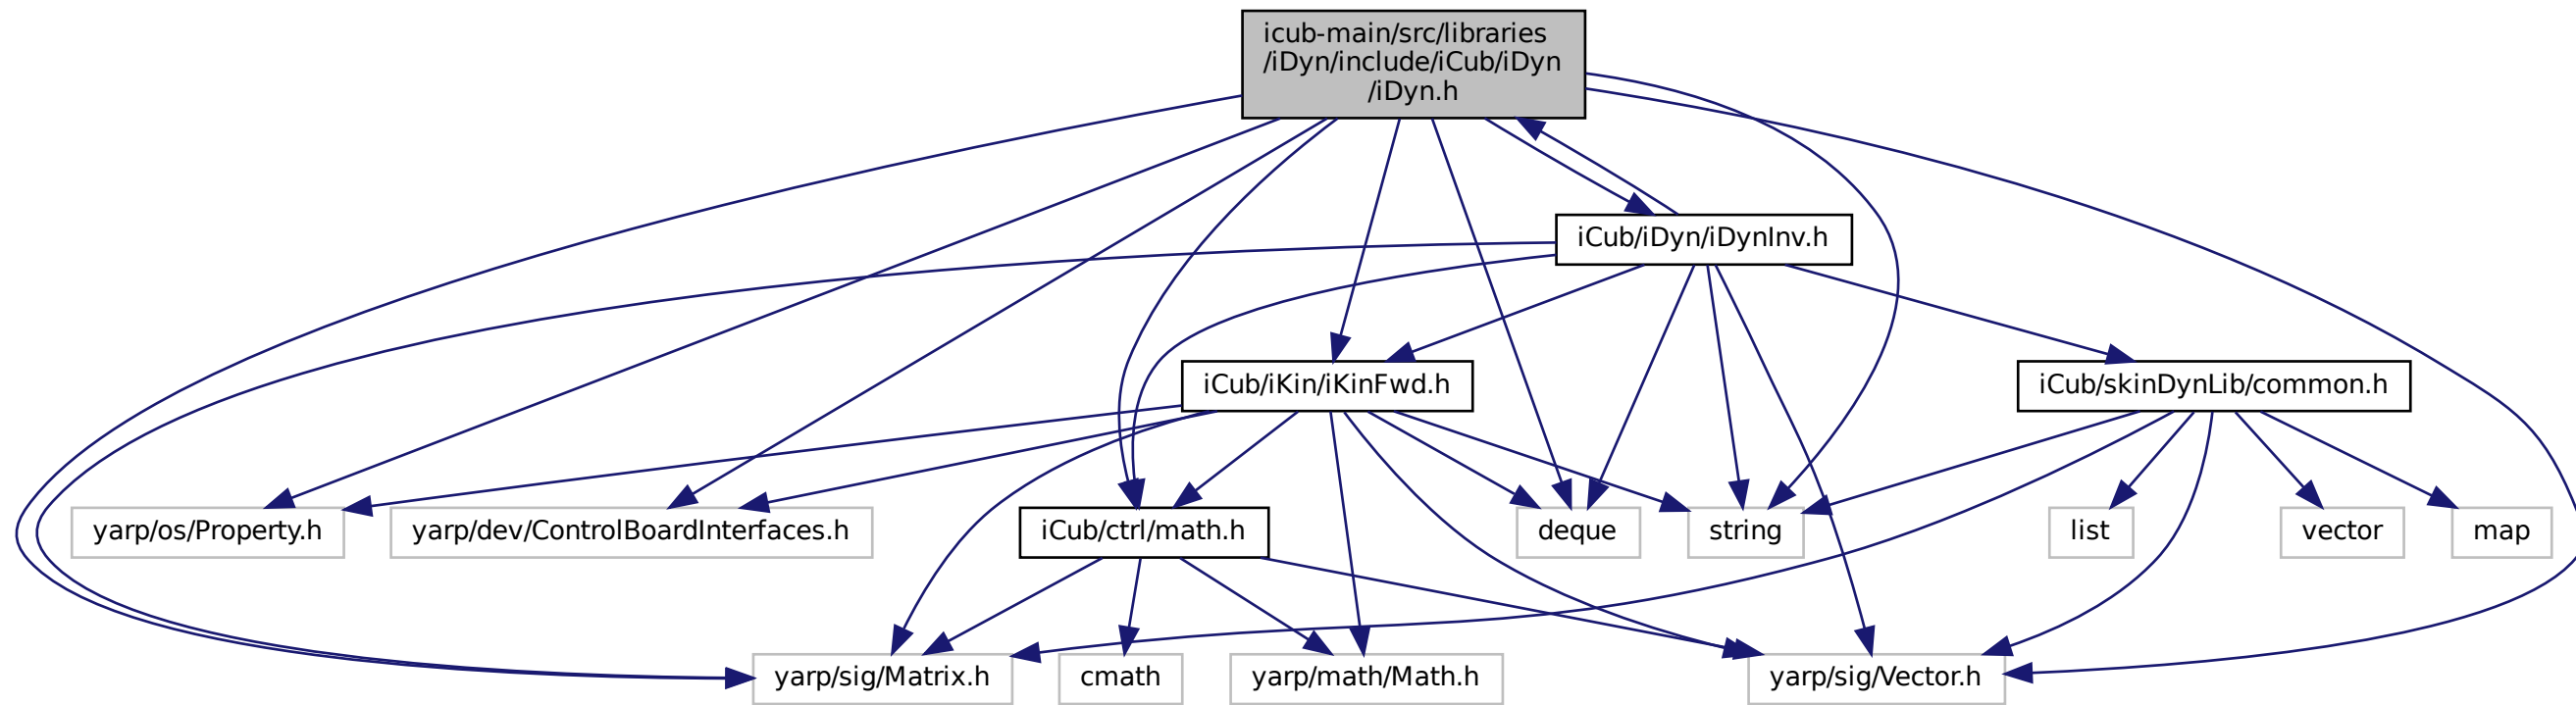 icub-main/src/libraries
/iDyn/include/iCub/iDyn
/iDyn.h
iCub/iDyn/iDynInv.h
iCub/iKin/iKinFwd.h
iCub/skinDynLib/common.h
yarp/os/Property.h
yarp/dev/ControlBoardInterfaces.h
iCub/ctrl/math.h
deque
string
list
vector
map
yarp/sig/Matrix.h
cmath
yarp/math/Math.h
yarp/sig/Vector.h